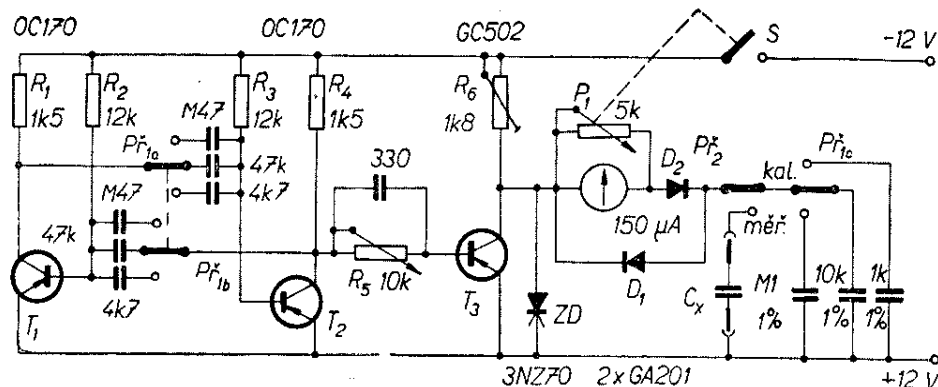 OC170
OC170
GC502
S
-12 V
R1
1k5
R2
12k
M47
R3
12k
R4
1k5
R6
1k8
P1
5k
Př1a
47k
4k7
330
D2
Př2
kal.
Př1c
M47
47k
4k7
Př1b
R5
10k
150 µA
měř.
D1
T1
T2
T3
ZD
Cx
M1
1%
10k
1%
1k
1%
3NZ70
2xGA201
+12 V